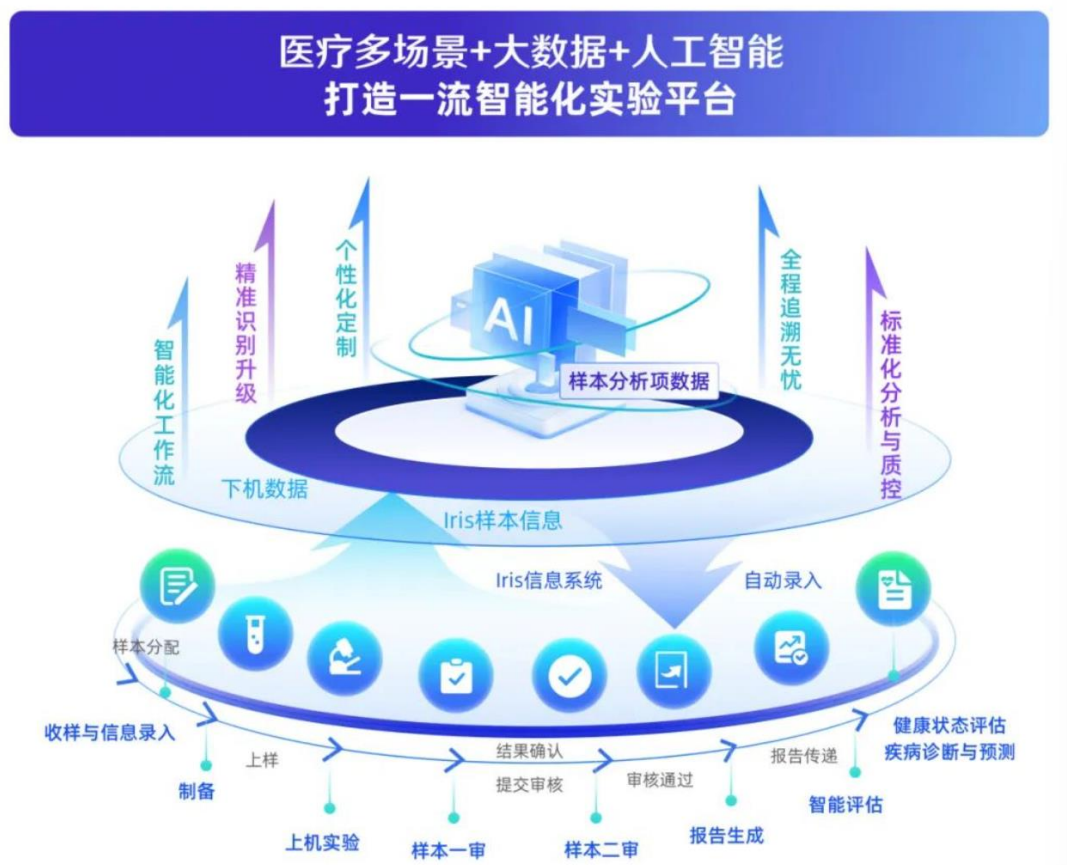 医疗多场景+大数据+人工智能
打造一流智能化实验平台
智能化工作流
精准识别升级
个性化定制
全程追溯无忧
标准化分析与质控
AI
样本分析项数据
下机数据
Iris样本信息
Iris信息系统
自动录入
样本分配
收样与信息录入
制备
上样
上机实验
样本一审
结果确认
提交审核
样本二审
审核通过
报告生成
报告传递
智能评估
健康状态评估
疾病诊断与预测